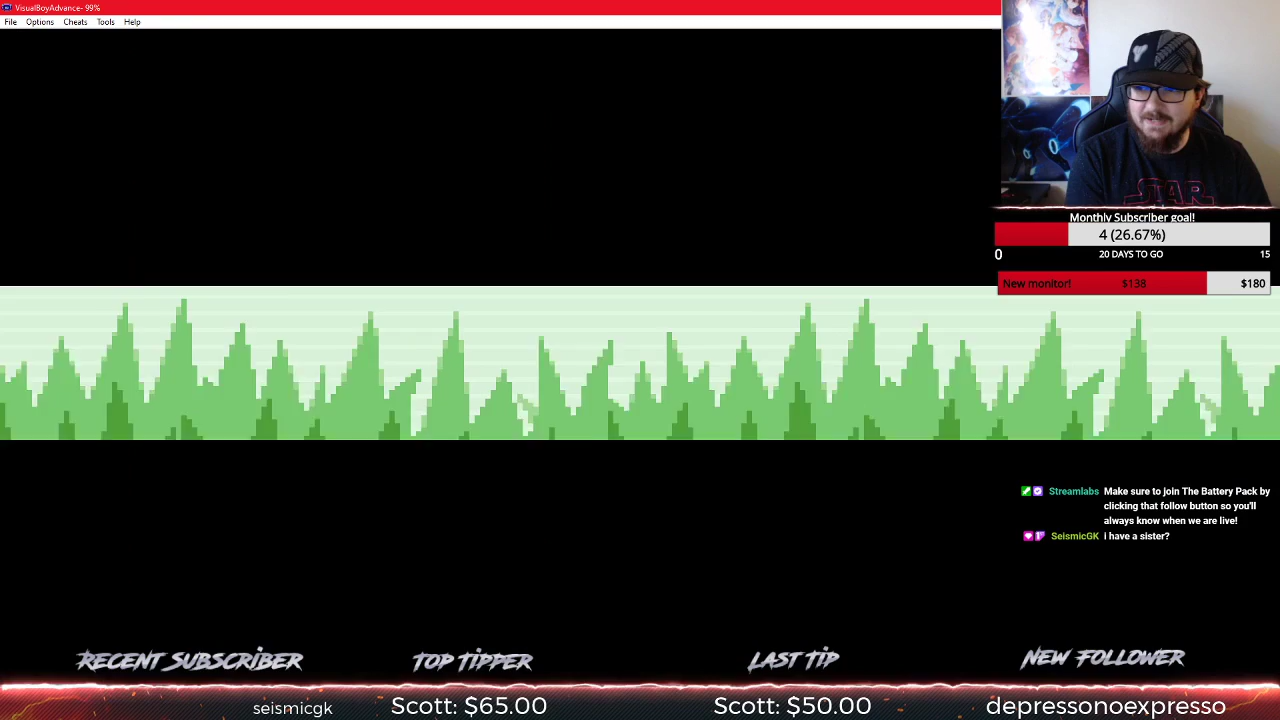 VisualBoyAdvance- 99%
File Options Cheats Tools Help
STAR
Monthly Subscriber goal!
4 (26.67%)
0 20 DAYS TO GO 15
New monitor! $138 $180
Streamlabs Make sure to join The Battery Pack by
clicking that follow button so you'll
always know when we are live!
SeismicGK i have a sister?
RECENT SUBSCRIBER TOP TIPPER LAST TIP NEW FOLLOWER
seismicgk Scott: $65.00 Scott: $50.00 depressonoexpresso